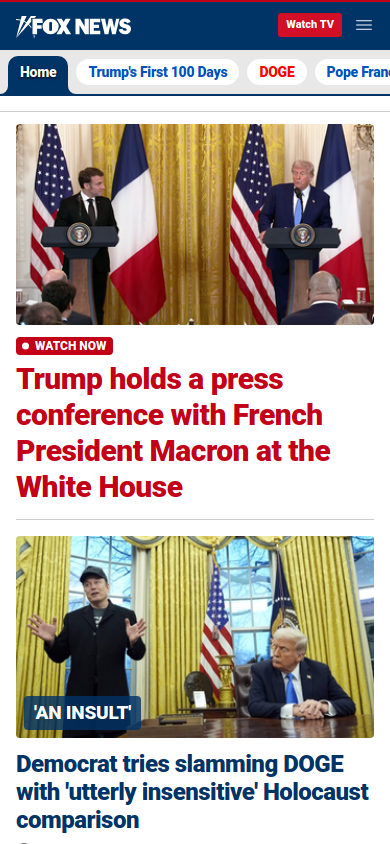 FOX NEWS
Watch TV
Home
Trump's First 100 Days
DOGE
Pope Fran
WATCH NOW
Trump holds a press
conference with French
President Macron at the
White House
'AN INSULT'
Democrat tries slamming DOGE
with 'utterly insensitive' Holocaust
comparison